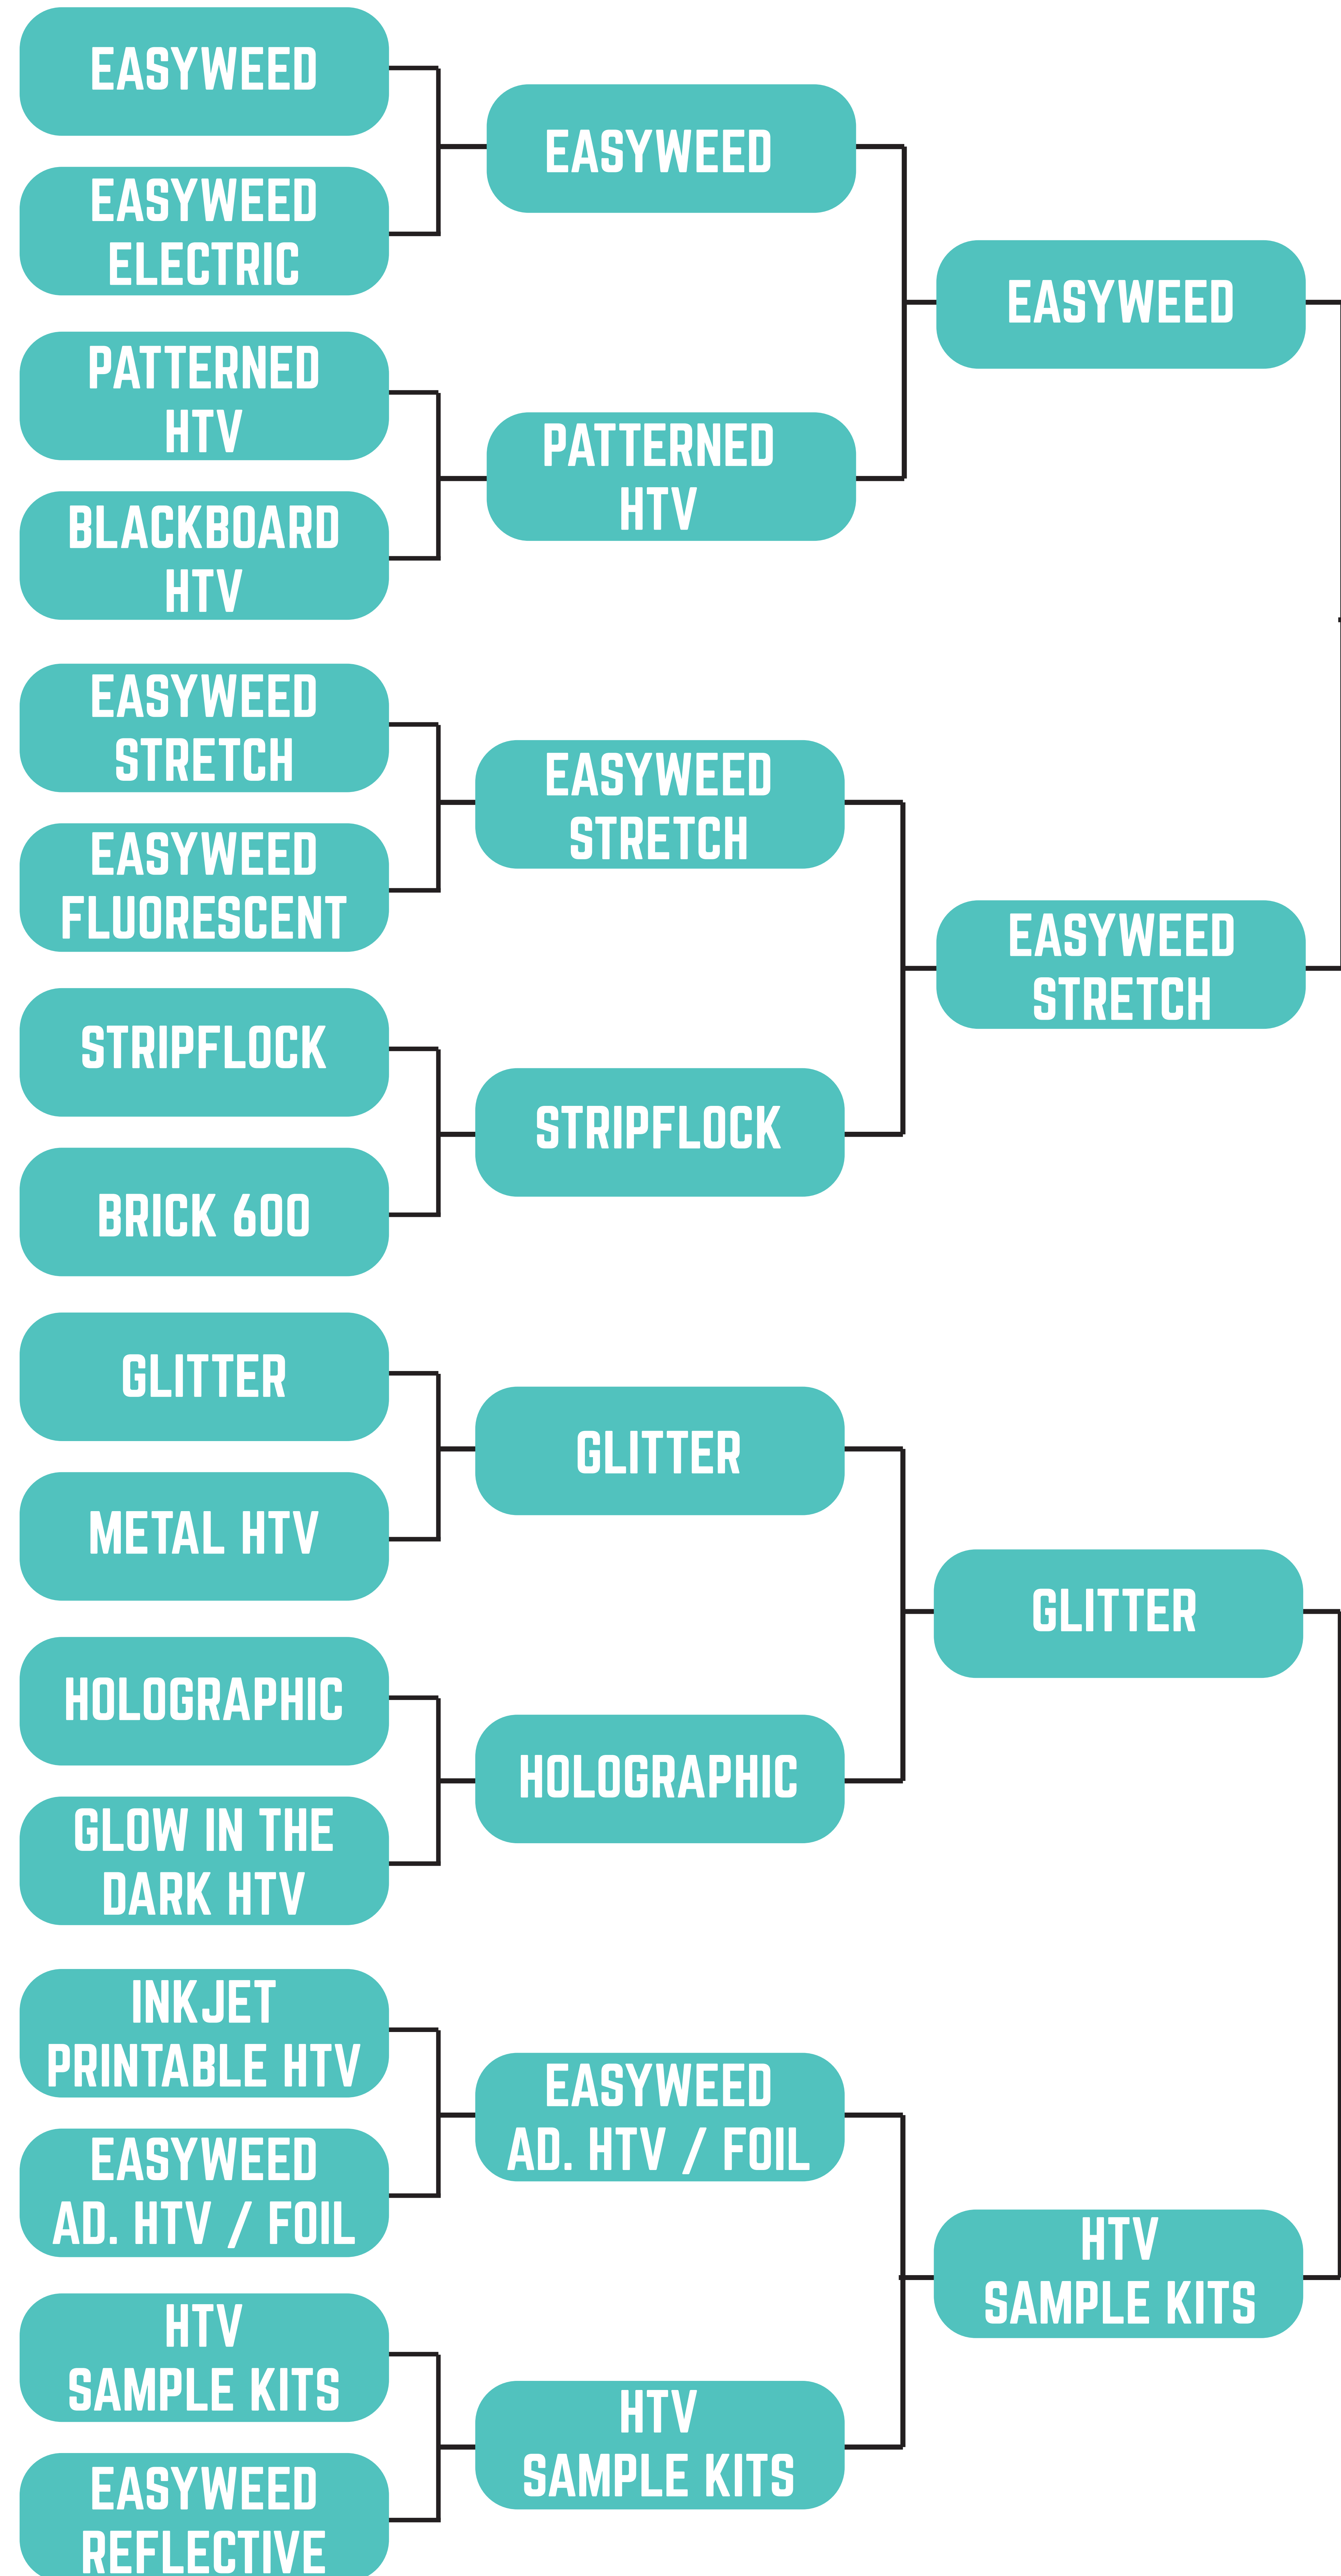 EASYWEED
EASYWEED
ELECTRIC
PATTERNED
HTV
BLACKBOARD
HTV
EASYWEED
STRETCH
EASYWEED
FLUORESCENT
STRIPFLOCK
BRICK 600
GLITTER
METAL HTV
HOLOGRAPHIC
GLOW IN THE
DARK HTV
INKJET
PRINTABLE HTV
EASYWEED
AD. HTV / FOIL
HTV
SAMPLE KITS
EASYWEED
REFLECTIVE
EASYWEED
PATTERNED
HTV
EASYWEED
STRETCH
STRIPFLOCK
GLITTER
HOLOGRAPHIC
EASYWEED
AD. HTV / FOIL
HTV
SAMPLE KITS
EASYWEED
EASYWEED
STRETCH
GLITTER
HTV
SAMPLE KITS